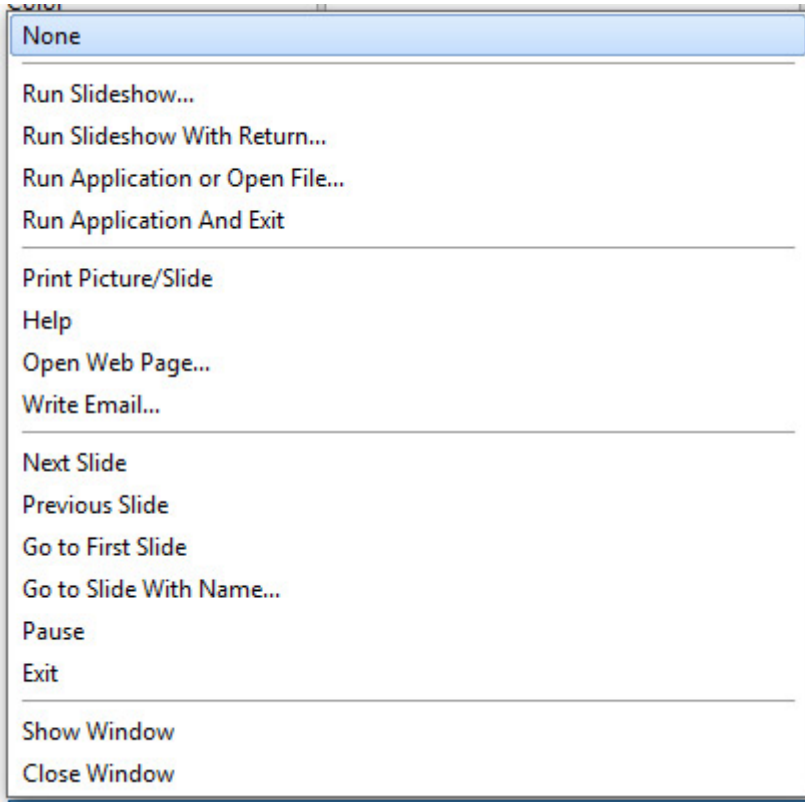 Color
None
Run Slideshow...
Run Slideshow With Return...
Run Application or Open File...
Run Application And Exit
Print Picture/Slide
Help
Open Web Page...
Write Email...
Next Slide
Previous Slide
Go to First Slide
Go to Slide With Name...
Pause
Exit
Show Window
Close Window